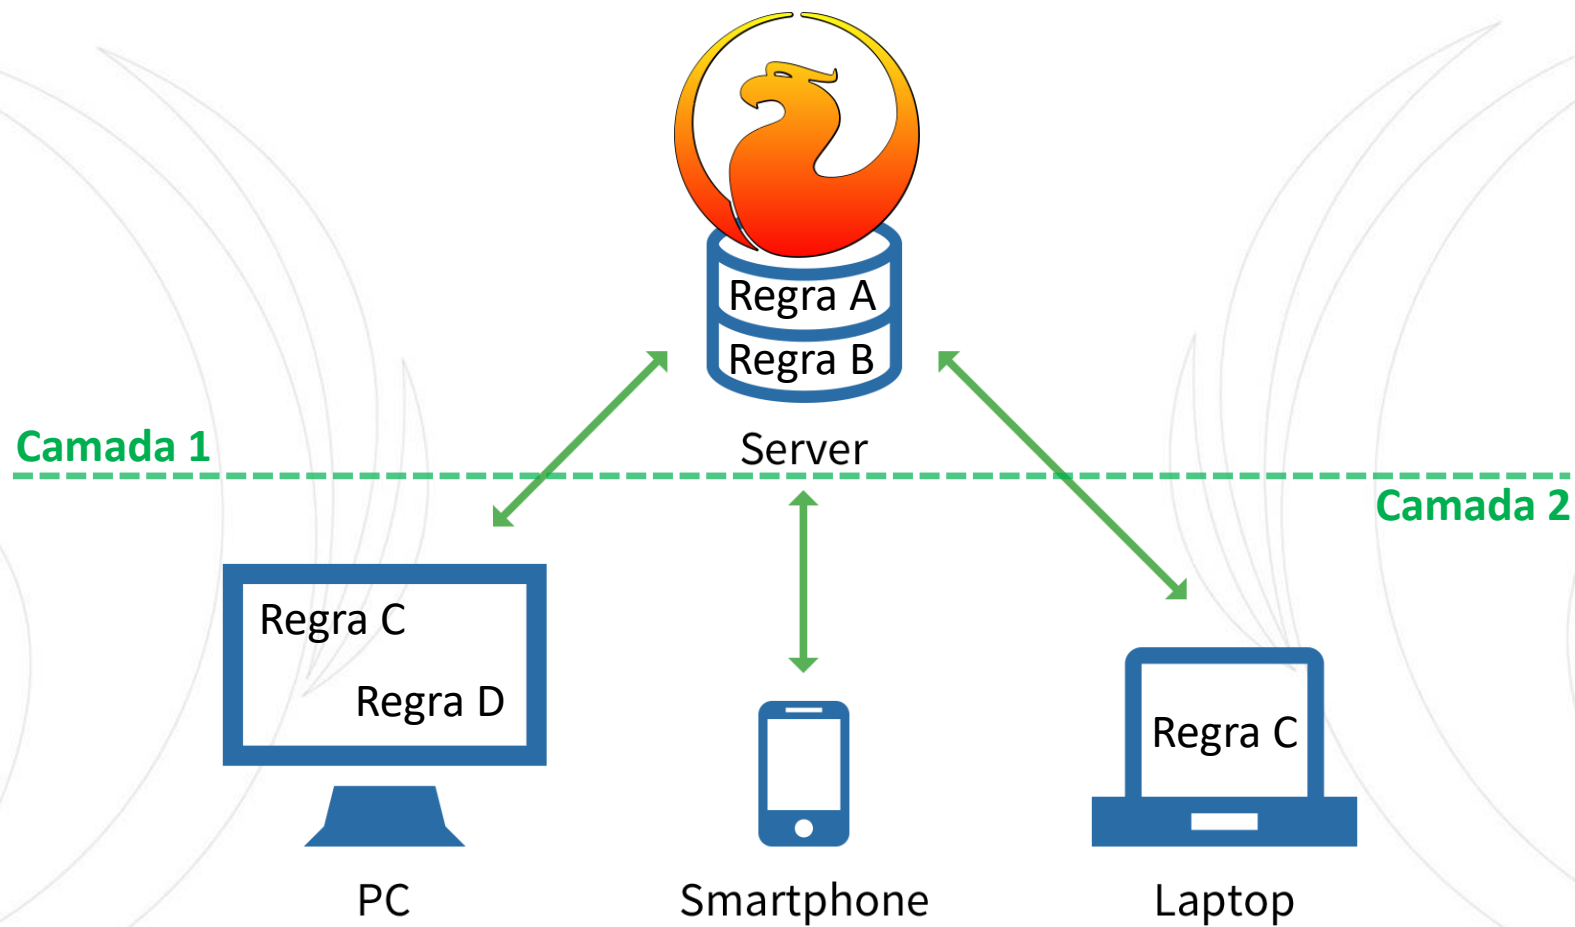 Regra A
Regra B
Server
Camada 1
Camada 2
Regra C
Regra D
Regra C
PC
Smartphone
Laptop